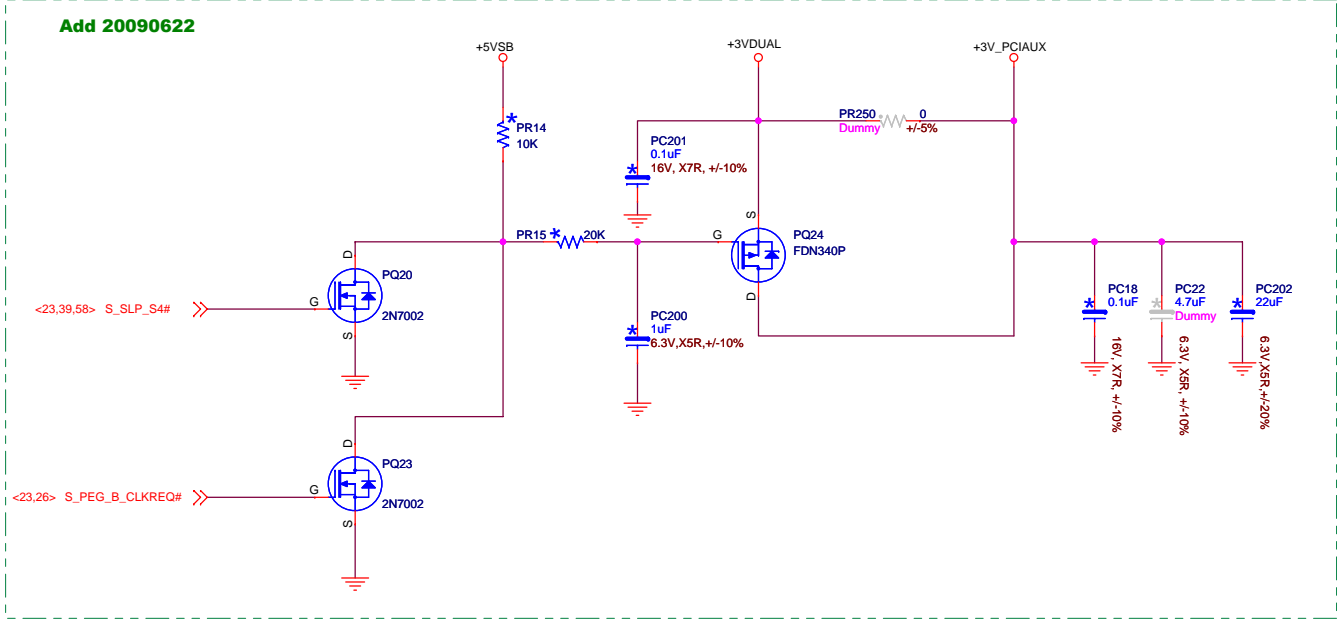 Add 20090622
+5VSB
+3VDUAL
+3V_PCIAUX
PR14
10K
PC201
0.1uF
16V, X7R, +/-10%
PR250
Dummy
0
+/-5%
S
G
D
PQ24
FDN340P
PR15
20K
D
G
S
PQ20
2N7002
<23,39,58> S_SLP_S4#
PC200
1uF
6.3V,X5R,+/-10%
PC18
0.1uF
16V, X7R, +/-10%
PC22
4.7uF
Dummy
6.3V, X5R, +/-10%
PC202
22uF
6.3V,X5R,+/-20%
D
G
S
PQ23
2N7002
<23,26> S_PEG_B_CLKREQ#